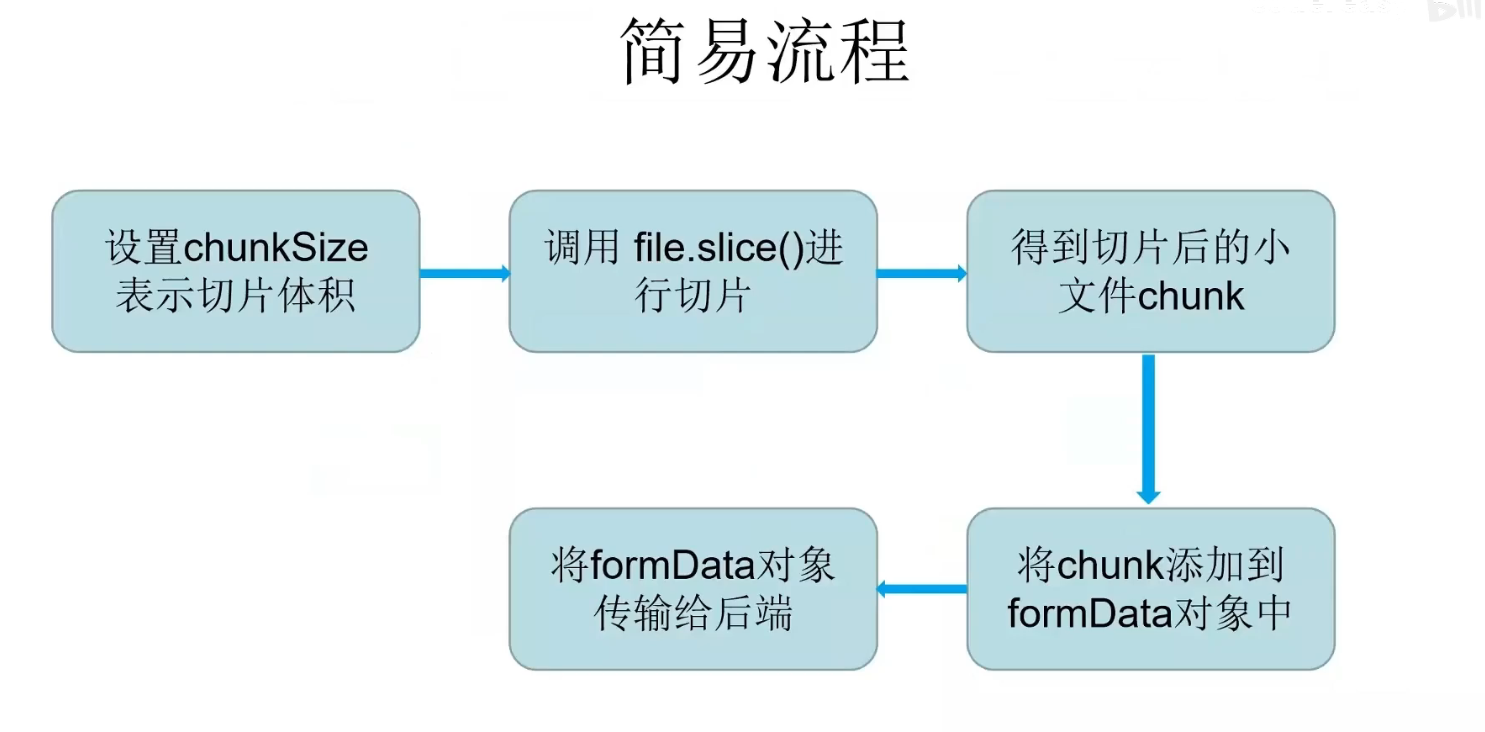 简易流程
设置chunkSize
表示切片体积
调用 file.slice()进
行切片
得到切片后的小
文件chunk
将chunk添加到
formData对象中
将formData对象
传输给后端